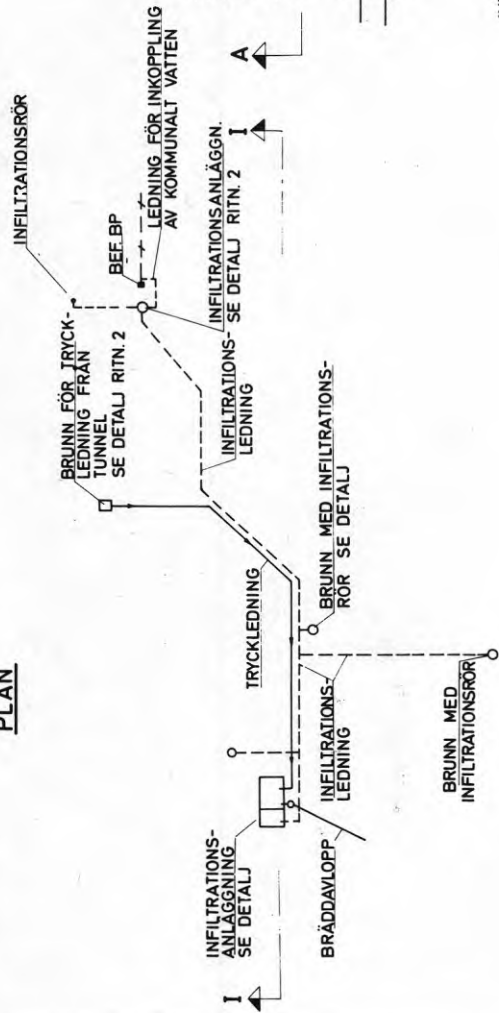 PLAN
INFILTRATIONSRÖR
BRUNN FÖR TRYCK-
LEDNING FRÅN
TUNNEL
SE DETALJ RITN. 2
BEF. BP
LEDNING FÖR INKOPPLING
AV KOMMUNALT VATTEN
INFILTRATIONSANLÄGGN.
SE DETALJ RITN. 2
INFILTRATIONS-
LEDNING
TRYCKLEDNING
BRUNN MED INFILTRATIONS-
RÖR SE DETALJ
INFILTRATIONS-
ANLÄGGNING
SE DETALJ
INFILTRATIONS-
LEDNING
BRÄDDAVLOPP
BRUNN MED
INFILTRATIONSRÖR
I
I
A